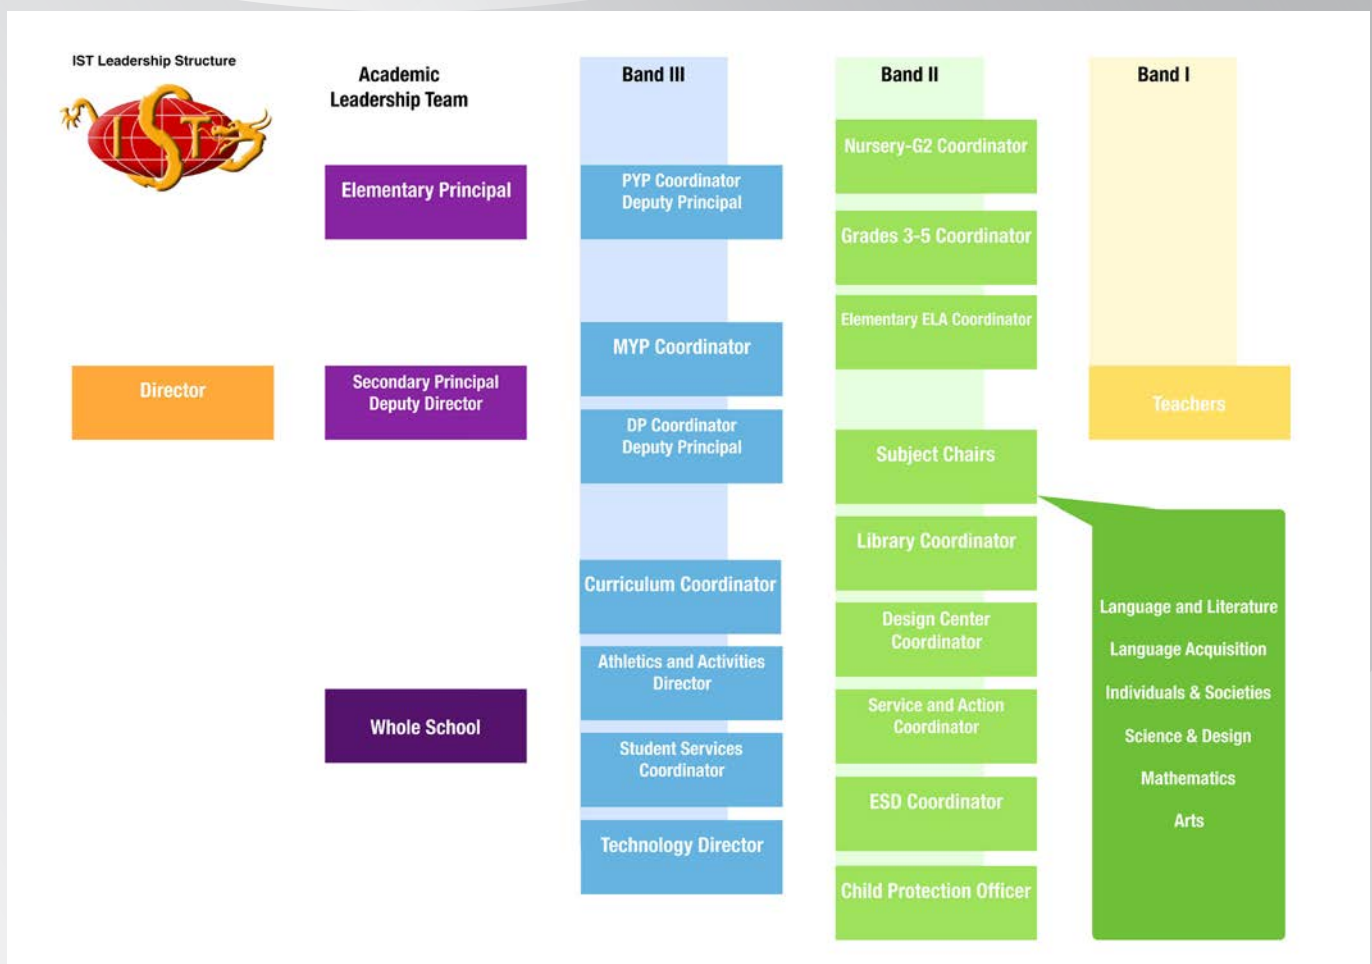 IST Leadership Structure
IST
Academic
Leadership Team
Band III
Band II
Band I
Director
Elementary Principal
Secondary Principal
Deputy Director
Whole School
PYP Coordinator
Deputy Principal
MYP Coordinator
DP Coordinator
Deputy Principal
Curriculum Coordinator
Athletics and Activities
Director
Student Services
Coordinator
Technology Director
Nursery-G2 Coordinator
Grades 3-5 Coordinator
Elementary ELA Coordinator
Subject Chairs
Library Coordinator
Design Center
Coordinator
Service and Action
Coordinator
ESD Coordinator
Child Protection Officer
Teachers
Language and Literature
Language Acquisition
Individuals & Societies
Science & Design
Mathematics
Arts